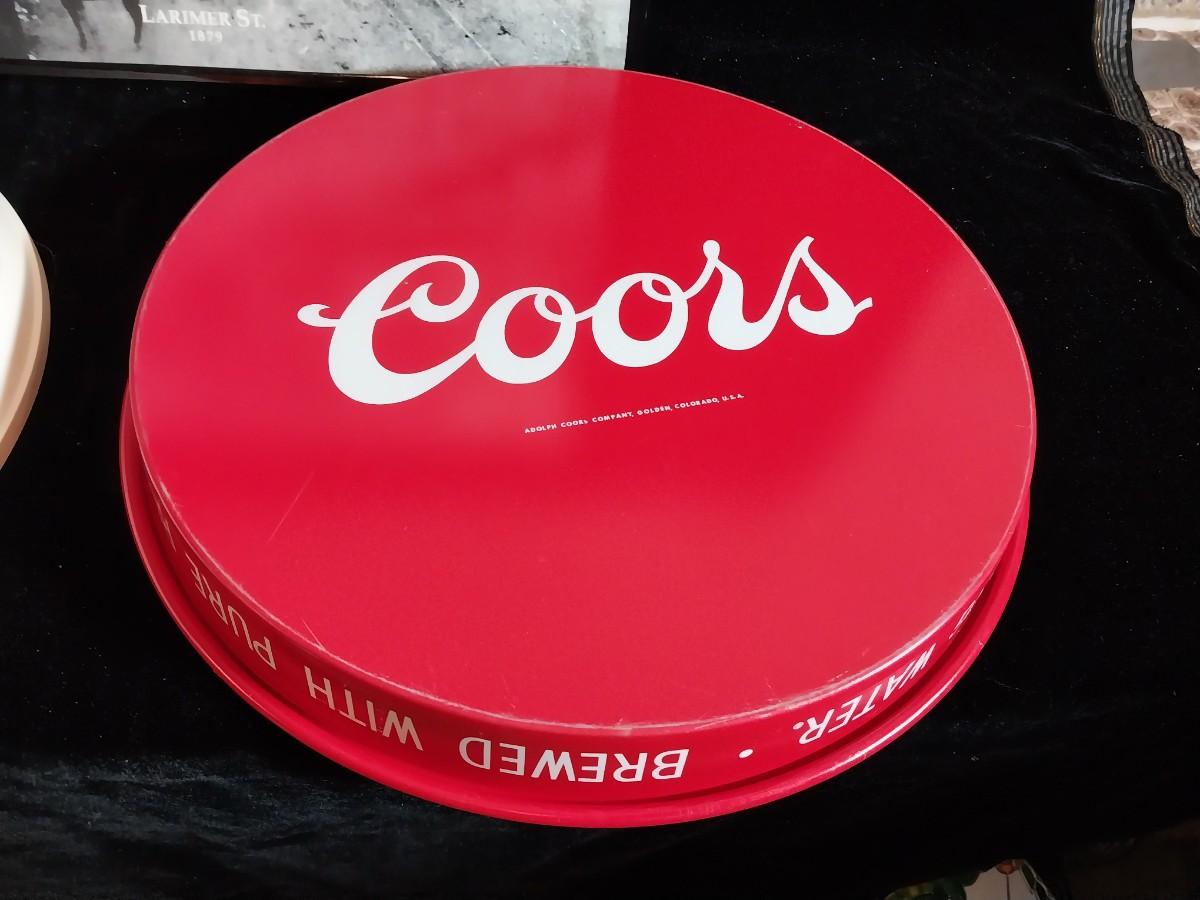 LARIMER ST.
1879
Coors
ADOLPH COORS COMPANY, GOLDEN, COLORADO, U.S.A.
WATER. • BREWED WITH PURE